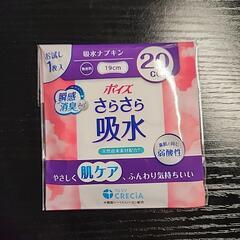 お試し
1枚入
吸水ナプキン
無香料
19cm
20cc
瞬感
消臭
ポイズ
さらさら
吸水
天然由来素材配合
素肌と同じ
弱酸性
やさしく 肌ケア ふんわり気持ちいい
CRECIA